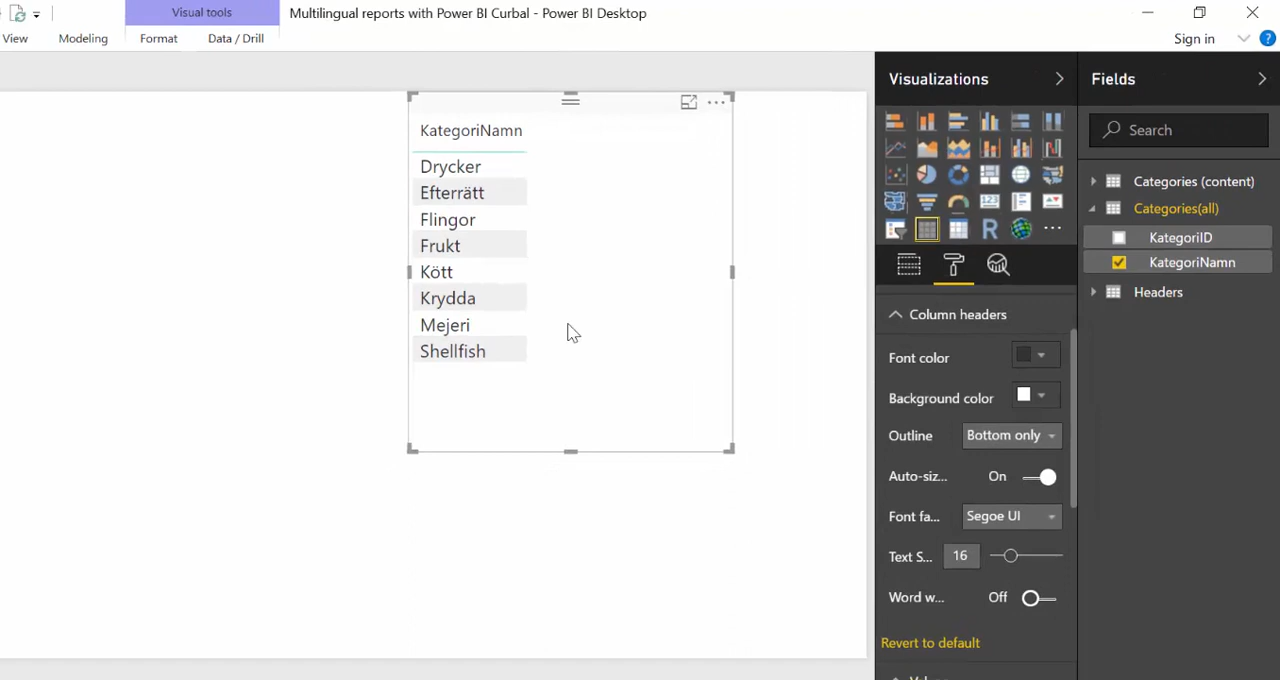 Visual tools
Multilingual reports with Power BI Curbal - Power BI Desktop
View
Modeling
Format
Data / Drill
Sign in
?
KategoriNamn
Drycker
Efterrätt
Flingor
Frukt
Kött
Krydda
Mejeri
Shellfish
Visualizations
R
Column headers
Font color
Background color
Outline
Bottom only
Auto-siz...
On
Font fa...
Segoe UI
Text S...
16
Word w...
Off
Revert to default
Fields
Search
Categories (content)
Categories(all)
KategoriID
KategoriNamn
Headers